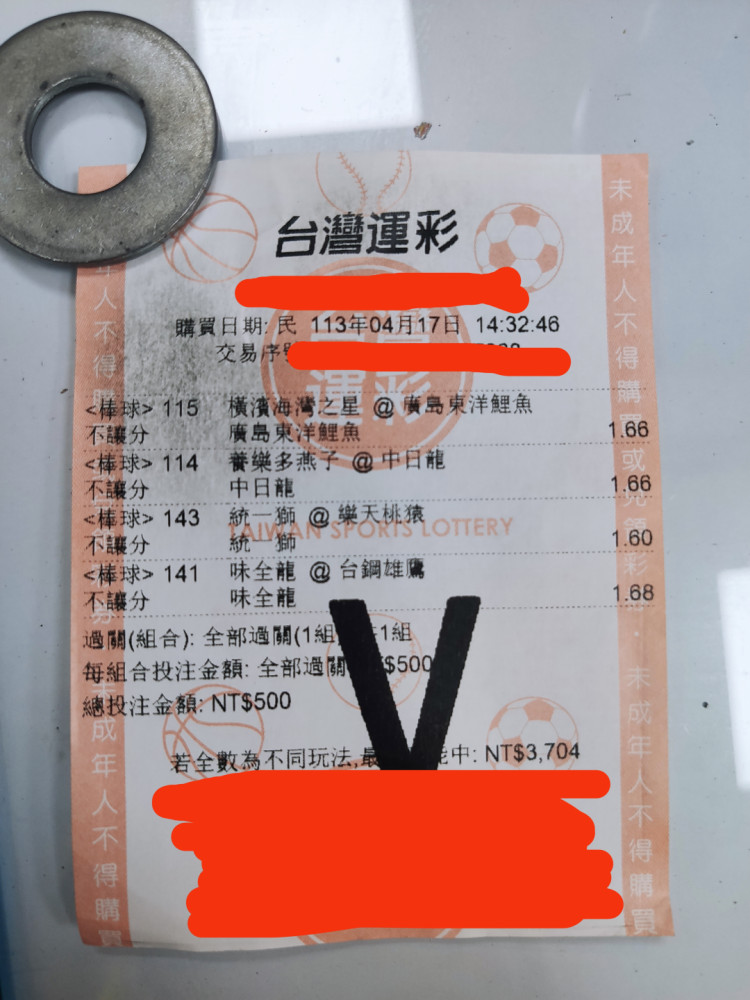 台灣運彩
購買日期: 民 113年04月17日 14:32:46
交易序
<棒球> 115 橫濱海灣之星 @ 廣島東洋鯉魚
不讓分 廣島東洋鯉魚 1.66
<棒球> 114 養樂多燕子 @ 中日龍
不讓分 中日龍 1.66
<棒球> 143 統一獅 @ 樂天桃猿
TAIWAN SPORTS LOTTERY
不讓分 統一獅 1.60
<棒球> 141 味全龍 @ 台鋼雄鷹
不讓分 味全龍 1.68
過關(組合): 全部過關(1組 1組
每組合投注金額: 全部過關 $500
總投注金額: NT$500
若全數為不同玩法,最 能中: NT$3,704
V
未成年人不得購買或兌領彩 未成年人不得購買
人不得購 成年人不得購買